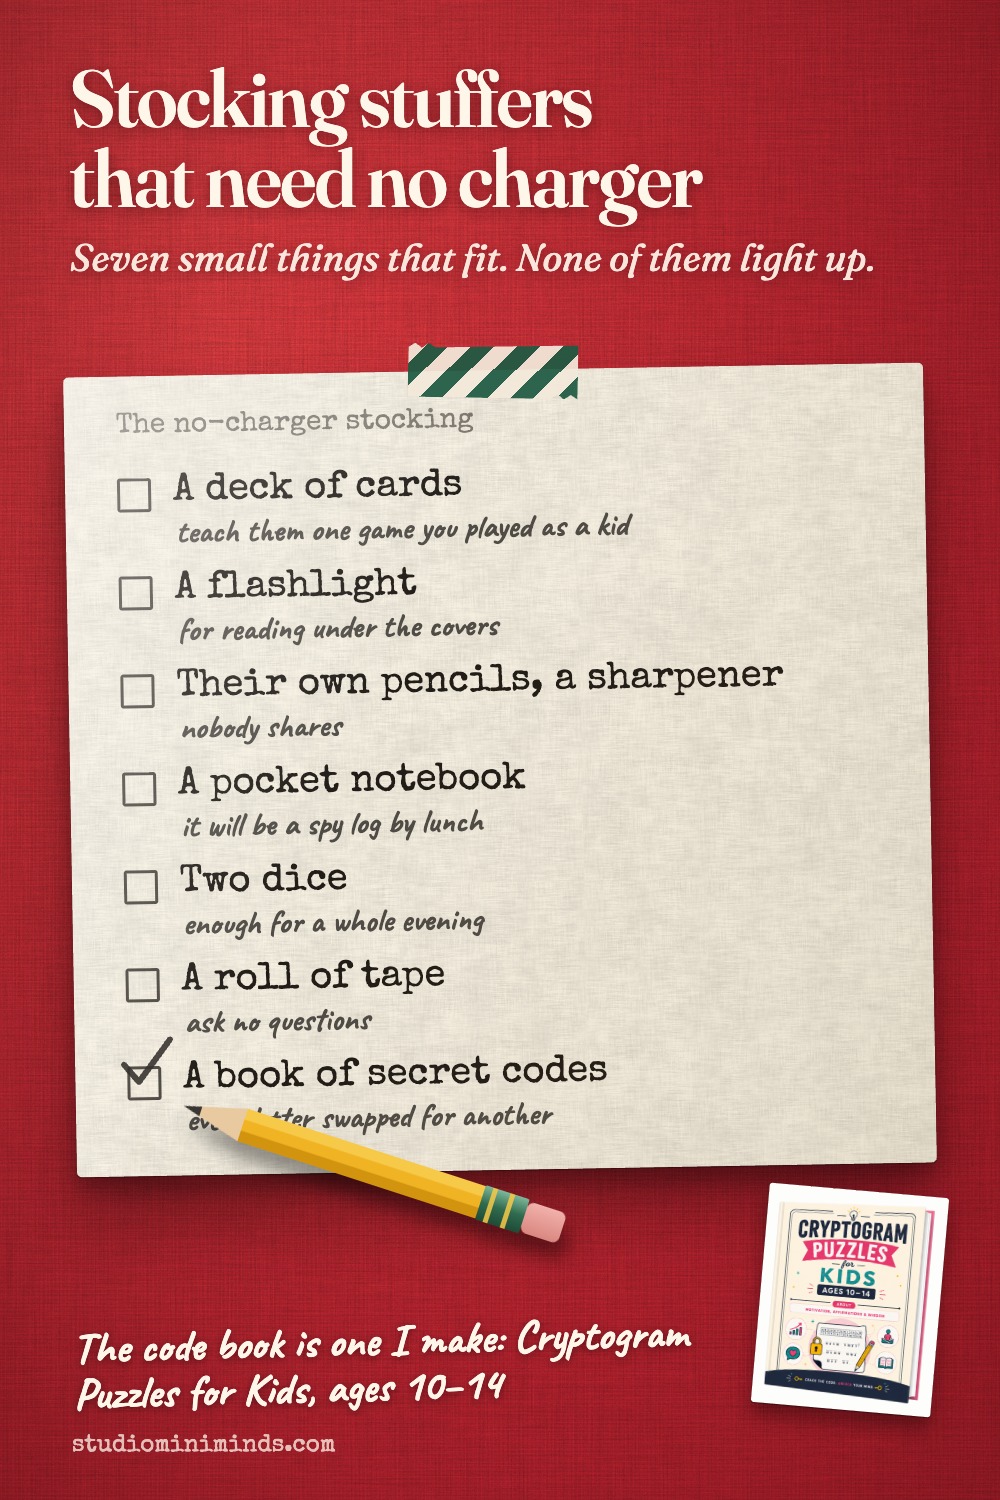 Stocking stuffers
that need no charger
Seven small things that fit. None of them light up.
The no-charger stocking
A deck of cards
teach them one game you played as a kid
A flashlight
for reading under the covers
Their own pencils, a sharpener
nobody shares
A pocket notebook
it will be a spy log by lunch
Two dice
enough for a whole evening
A roll of tape
ask no questions
A book of secret codes
swapped for another
CRYPTOGRAM
PUZZLES
for
KIDS
AGES 10-14
ABOUT
MOTIVATION, AFFIRMATIONS & WISDOM
The code book is one I make: Cryptogram
Puzzles for Kids, ages 10-14
studiominiminds.com